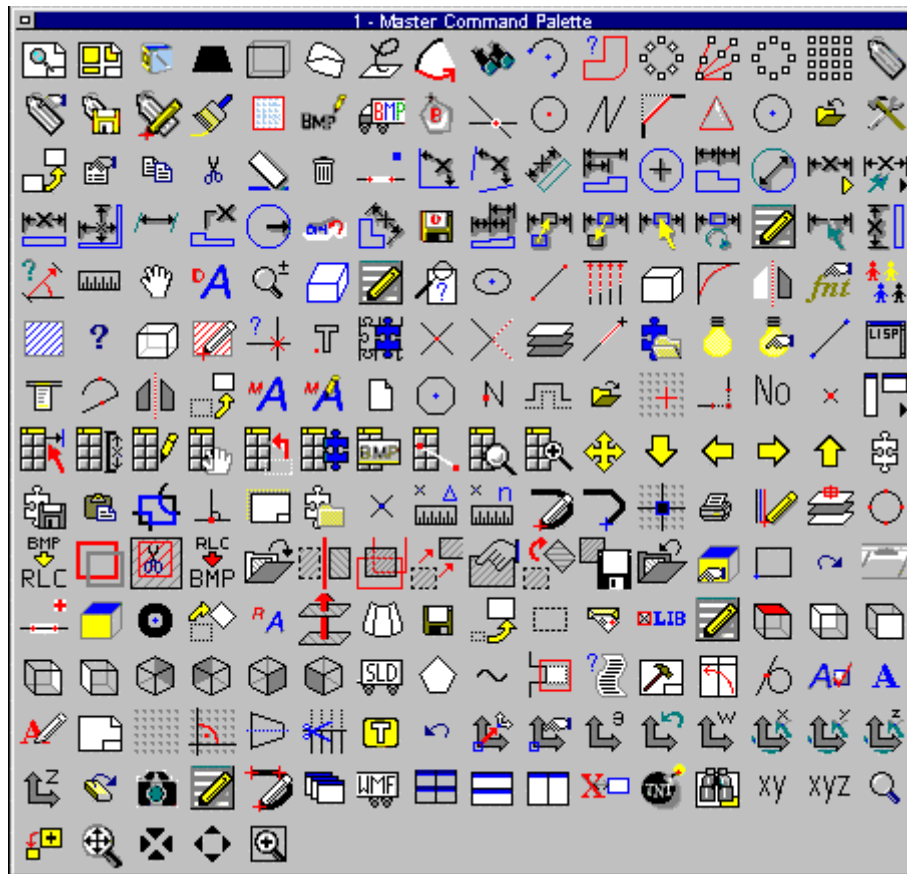 1 - Master Command Palette
?
BMP BMP B
?
? D A ?
fnt
? ? T LISP
M A M A N No
BMP
x Δ x n
BMP RLC RLC BMP
R A LIB
SLD ? A A
A T a W X Y Z
Z WMF X TNT xy xyz